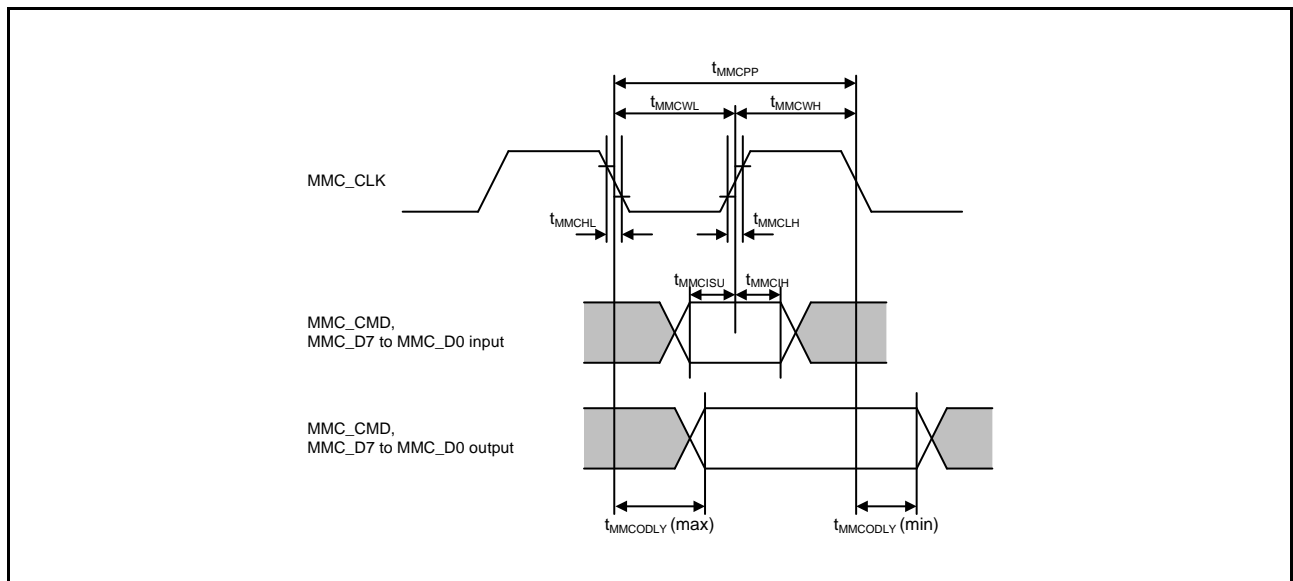 tMMCPP
tMMCWL tMMCWH
MMC_CLK
tMMCHL tMMCLH
tMMCISU tMMCIH
MMC_CMD,
MMC_D7 to MMC_D0 input
MMC_CMD,
MMC_D7 to MMC_D0 output
tMMCODLY (max) tMMCODLY (min)